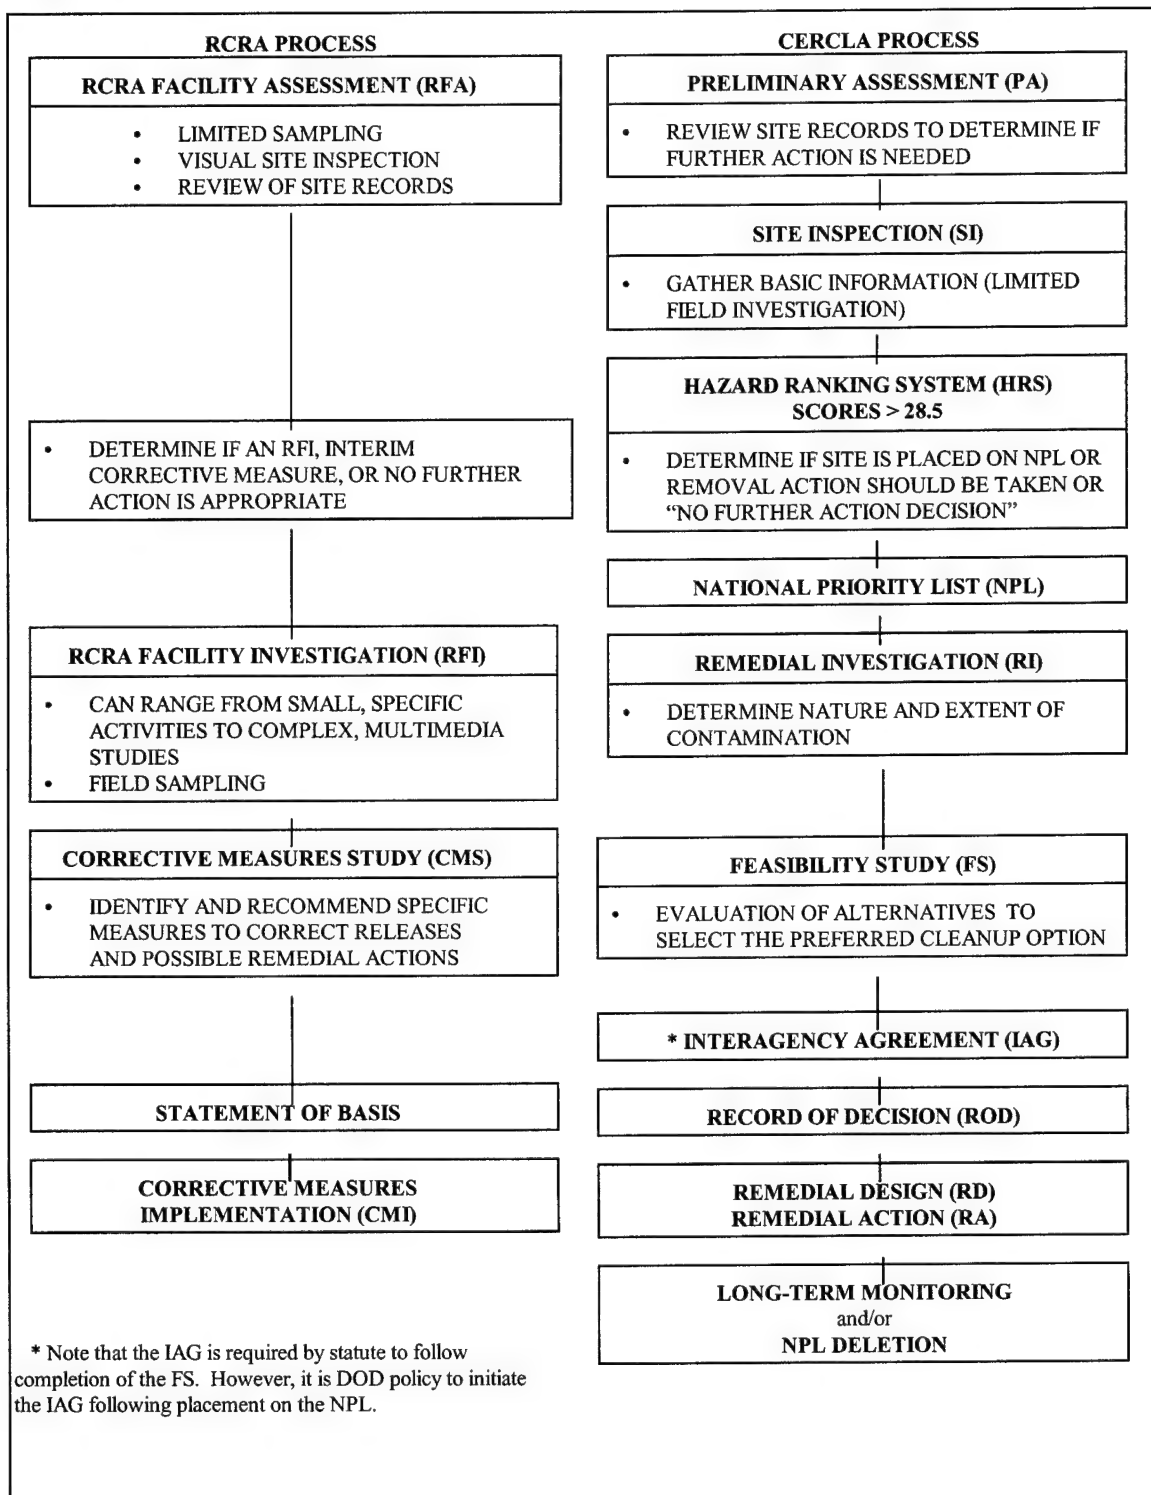 RCRA PROCESS
RCRA FACILITY ASSESSMENT (RFA)
• LIMITED SAMPLING
• VISUAL SITE INSPECTION
• REVIEW OF SITE RECORDS
• DETERMINE IF AN RFI, INTERIM
CORRECTIVE MEASURE, OR NO FURTHER
ACTION IS APPROPRIATE
RCRA FACILITY INVESTIGATION (RFI)
• CAN RANGE FROM SMALL, SPECIFIC
ACTIVITIES TO COMPLEX, MULTIMEDIA
STUDIES
• FIELD SAMPLING
CORRECTIVE MEASURES STUDY (CMS)
• IDENTIFY AND RECOMMEND SPECIFIC
MEASURES TO CORRECT RELEASES
AND POSSIBLE REMEDIAL ACTIONS
STATEMENT OF BASIS
CORRECTIVE MEASURES
IMPLEMENTATION (CMI)
CERCLA PROCESS
PRELIMINARY ASSESSMENT (PA)
• REVIEW SITE RECORDS TO DETERMINE IF
FURTHER ACTION IS NEEDED
SITE INSPECTION (SI)
• GATHER BASIC INFORMATION (LIMITED
FIELD INVESTIGATION)
HAZARD RANKING SYSTEM (HRS)
SCORES > 28.5
• DETERMINE IF SITE IS PLACED ON NPL OR
REMOVAL ACTION SHOULD BE TAKEN OR
“NO FURTHER ACTION DECISION”
NATIONAL PRIORITY LIST (NPL)
REMEDIAL INVESTIGATION (RI)
• DETERMINE NATURE AND EXTENT OF
CONTAMINATION
FEASIBILITY STUDY (FS)
• EVALUATION OF ALTERNATIVES TO
SELECT THE PREFERRED CLEANUP OPTION
* INTERAGENCY AGREEMENT (IAG)
RECORD OF DECISION (ROD)
REMEDIAL DESIGN (RD)
REMEDIAL ACTION (RA)
LONG-TERM MONITORING
and/or
NPL DELETION
* Note that the IAG is required by statute to follow
completion of the FS. However, it is DOD policy to initiate
the IAG following placement on the NPL.